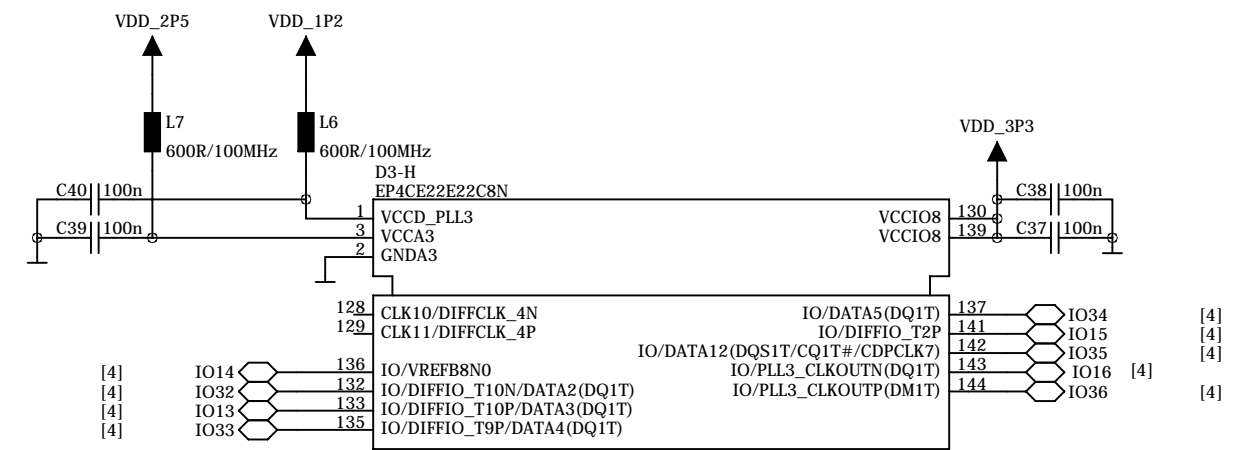 VDD_2P5 VDD_1P2
L7 L6
VDD_3P3
600R/100MHz 600R/100MHz
D3-H
C40 100n EP4CE22E22C8N C38 100n
1 VCCD_PLL3 VCCIO8 130
C39 100n 3 VCCA3 VCCIO8 139 C37 100n
2 GNDA3
128 CLK10/DIFFCLK_4N IO/DATA5(DQ1T) 137 IO34 [4]
129 CLK11/DIFFCLK_4P IO/DIFFIO_T2P 141 IO15 [4]
IO/DATA12(DQS1T/CQ1T#/CDPCLK7) 142 IO35 [4]
[4] IO14 136 IO/VREFB8N0 IO/PLL3_CLKOUTN(DQ1T) 143 IO16 [4]
[4] IO32 132 IO/DIFFIO_T10N/DATA2(DQ1T) IO/PLL3_CLKOUTP(DM1T) 144 IO36 [4]
[4] IO13 133 IO/DIFFIO_T10P/DATA3(DQ1T)
[4] IO33 135 IO/DIFFIO_T9P/DATA4(DQ1T)